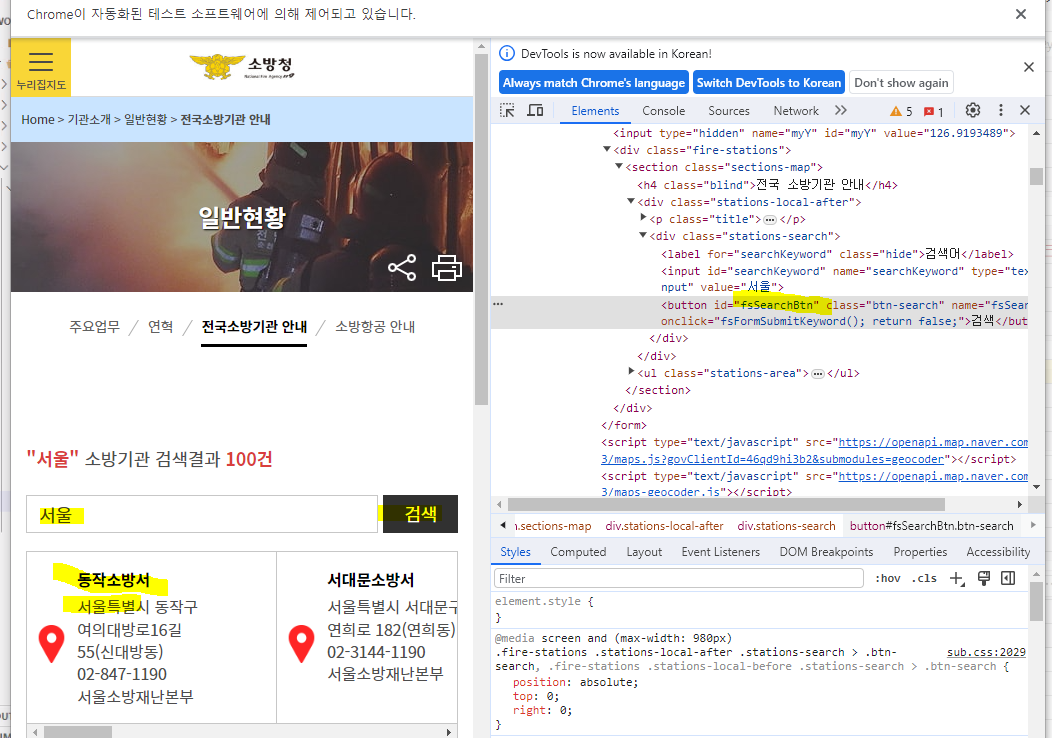 Chrome이 자동화된 테스트 소프트웨어에 의해 제어되고 있습니다.
누리집지도
소방청
National Fire Agency 119
Home > 기관소개 > 일반현황 > 전국소방기관 안내
일반현황
주요업무 / 연혁 / 전국소방기관 안내 / 소방항공 안내
"서울" 소방기관 검색결과 100건
서울 검색
동작소방서
서울특별시 동작구
여의대방로16길
55(신대방동)
02-847-1190
서울소방재난본부
서대문소방서
서울특별시 서대문구
연희로 182(연희동)
02-3144-1190
서울소방재난본부
DevTools is now available in Korean!
Always match Chrome's language Switch DevTools to Korean Don't show again
Elements Console Sources Network 5 1
<input type="hidden" name="myY" id="myY" value="126.9193489">
<div class="fire-stations">
<section class="sections-map">
<h4 class="blind">전국 소방기관 안내</h4>
<div class="stations-local-after">
<p class="title">…</p>
<div class="stations-search">
<label for="searchKeyword" class="hide">검색어</label>
<input id="searchKeyword" name="searchKeyword" type="tex
nput" value="서울">
<button id="fsSearchBtn" class="btn-search" name="fsSear
onclick="fsFormSubmitKeyword(); return false;">검색</but
</div>
</div>
<ul class="stations-area">…</ul>
</section>
</div>
</form>
<script type="text/javascript" src="https://openapi.map.naver.com
3/maps.js?govClientId=46qd9hi3b2&submodules=geocoder"></script>
<script type="text/javascript" src="https://openapi.map.naver.com
3/maps-geocoder.js"></script>
n.sections-map div.stations-local-after div.stations-search button#fsSearchBtn.btn-search
Styles Computed Layout Event Listeners DOM Breakpoints Properties Accessibility
Filter :hov .cls
element.style {
}
@media screen and (max-width: 980px)
.fire-stations .stations-local-after .stations-search > .btn- sub.css:2029
search, .fire-stations .stations-local-before .stations-search > .btn-search {
position: absolute;
top: 0;
right: 0;
}